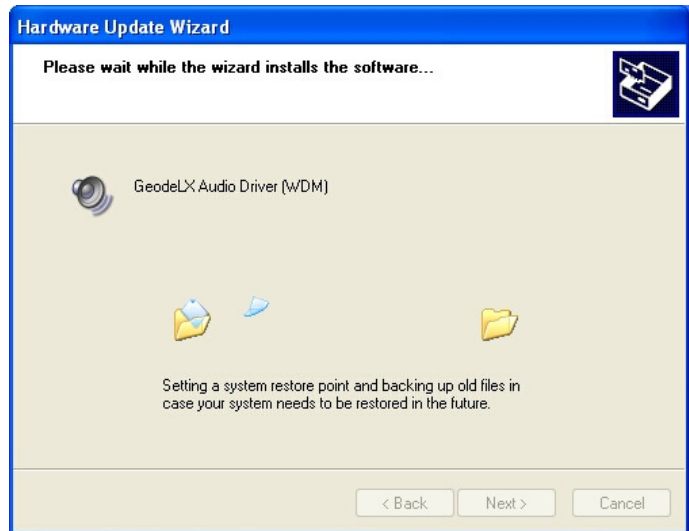 Hardware Update Wizard
Please wait while the wizard installs the software...
GeodeLX Audio Driver (WDM)
Setting a system restore point and backing up old files in
case your system needs to be restored in the future.
< Back
Next >
Cancel